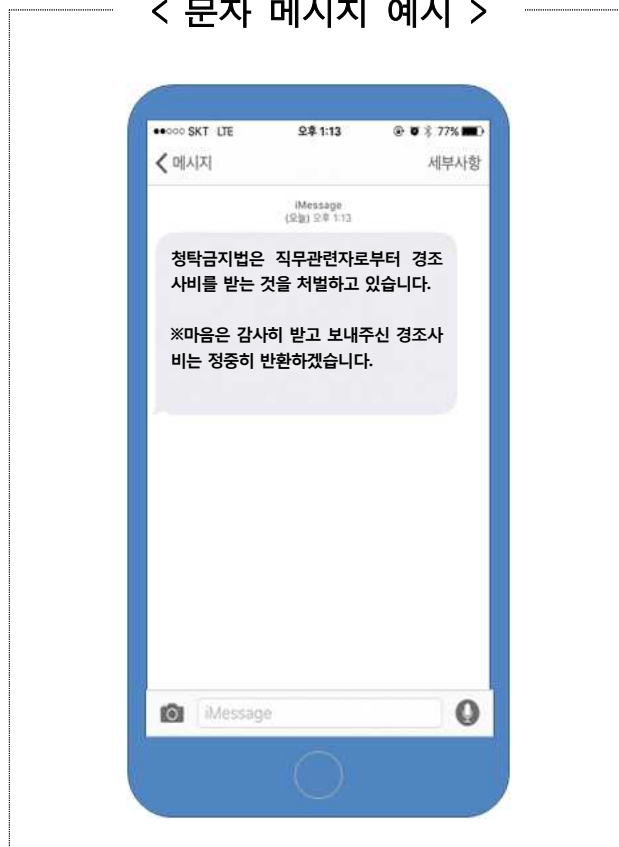 < 문자 메시지 예시 >
●●○○○ SKT LTE 오후 1:13 77%
메시지 세부사항
iMessage
(오늘) 오후 1:13
청탁금지법은 직무관련자로부터 경조
사비를 받는 것을 처벌하고 있습니다.
※마음은 감사히 받고 보내주신 경조사
비는 정중히 반환하겠습니다.
iMessage